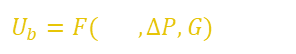 U_b = F(   , ΔP, G)